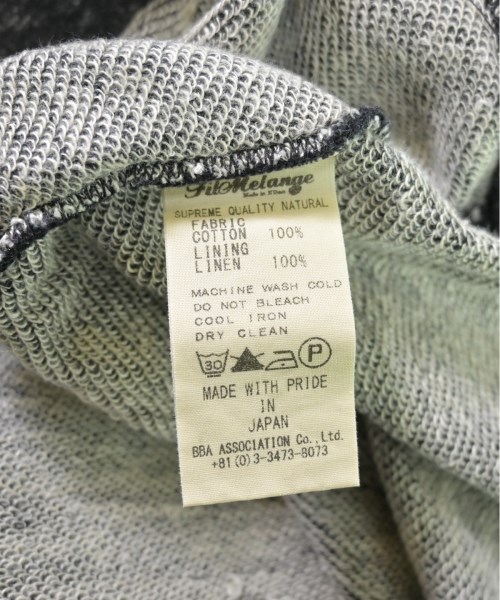 FilMelange
SUPREME QUALITY NATURAL
FABRIC
COTTON 100%
LINING
LINEN 100%
MACHINE WASH COLD
DO NOT BLEACH
COOL IRON
DRY CLEAN
30 P
MADE WITH PRIDE
IN
JAPAN
BBA ASSOCIATION Co.,Ltd.
+81(0)3-3473-8073